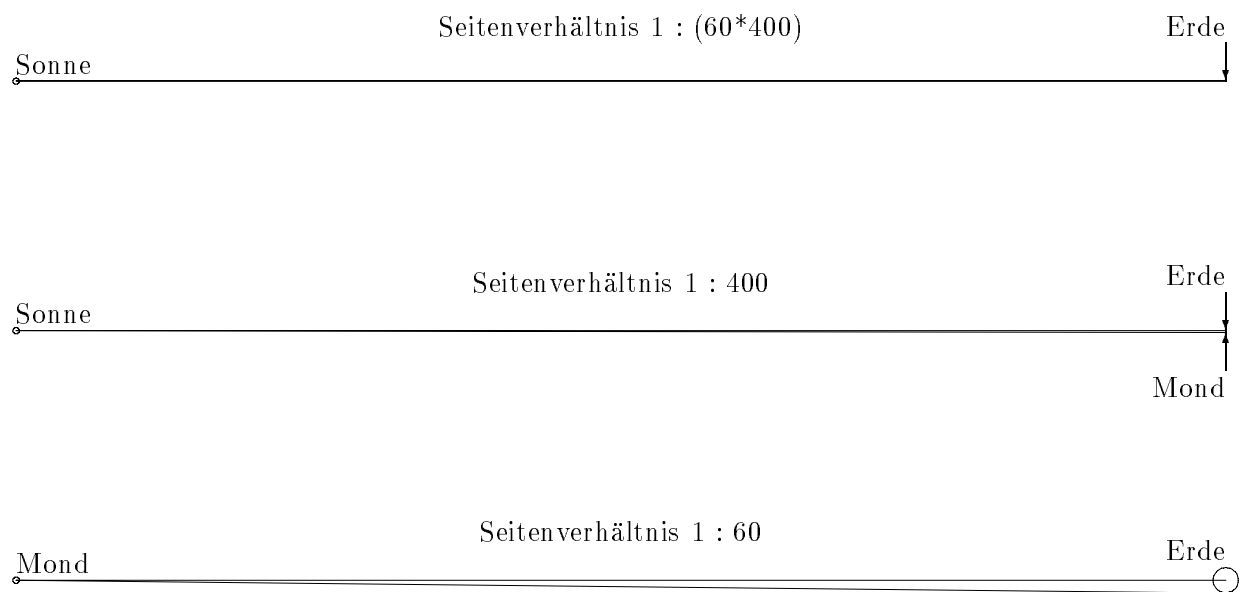 Seitenverhältnis 1 : (60*400)
Erde
Sonne
Seitenverhältnis 1 : 400
Erde
Sonne
Mond
Seitenverhältnis 1 : 60
Erde
Mond